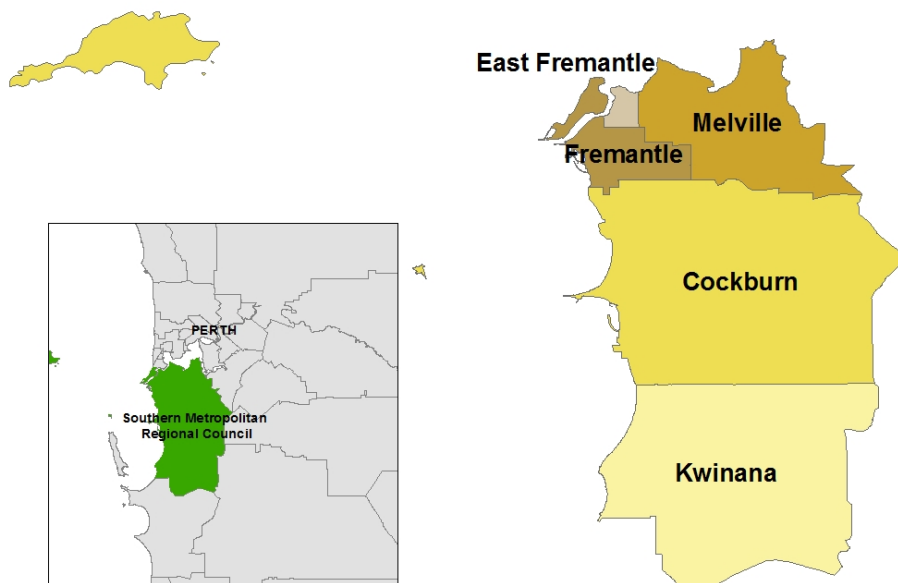 East Fremantle
Melville
Fremantle
Cockburn
PERTH
Southern Metropolitan
Regional Council
Kwinana